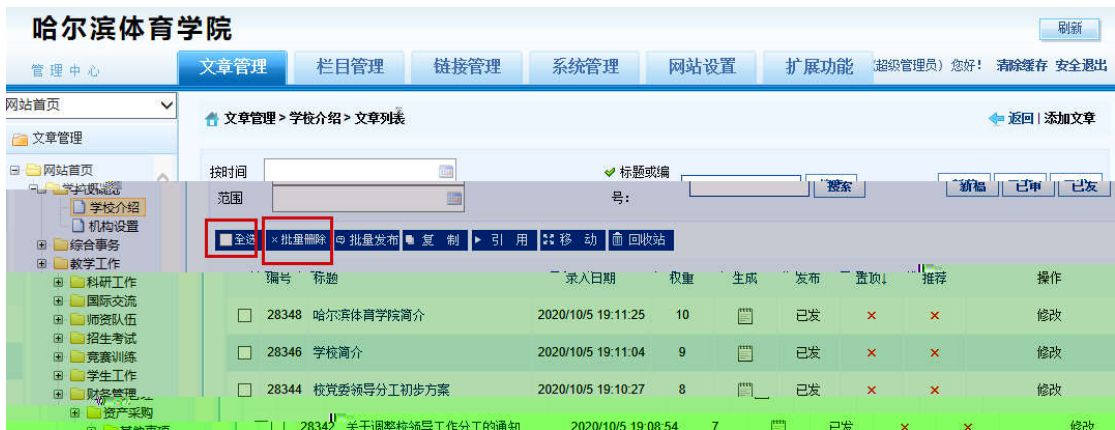 哈尔滨体育学院
刷新
管理中心
文章管理 栏目管理 链接管理 系统管理 网站设置 扩展功能 (超级管理员) 您好! 清除缓存 安全退出
网站首页
文章管理 > 学校介绍 > 文章列表 返回 | 添加文章
文章管理
网站首页
学校概览
学校介绍
机构设置
综合事务
教学工作
科研工作
国际交流
师资队伍
招生考试
竞赛训练
学生工作
财务管理
资产采购
按时间
范围
标题或编
号:
搜索 新稿 已审 已发
全选 ×批量删除 批量发布 复 制 引 用 移 动 回收站
编号 标题 录入日期 权重 生成 发布 置顶↓ 推荐 操作
28348 哈尔滨体育学院简介 2020/10/5 19:11:25 10 已发 × × 修改
28346 学校简介 2020/10/5 19:11:04 9 已发 × × 修改
28344 校党委领导分工初步方案 2020/10/5 19:10:27 8 已发 × × 修改
28342 关于调整校领导工作分工的通知 2020/10/5 19:08:54 7 已发 × × 修改